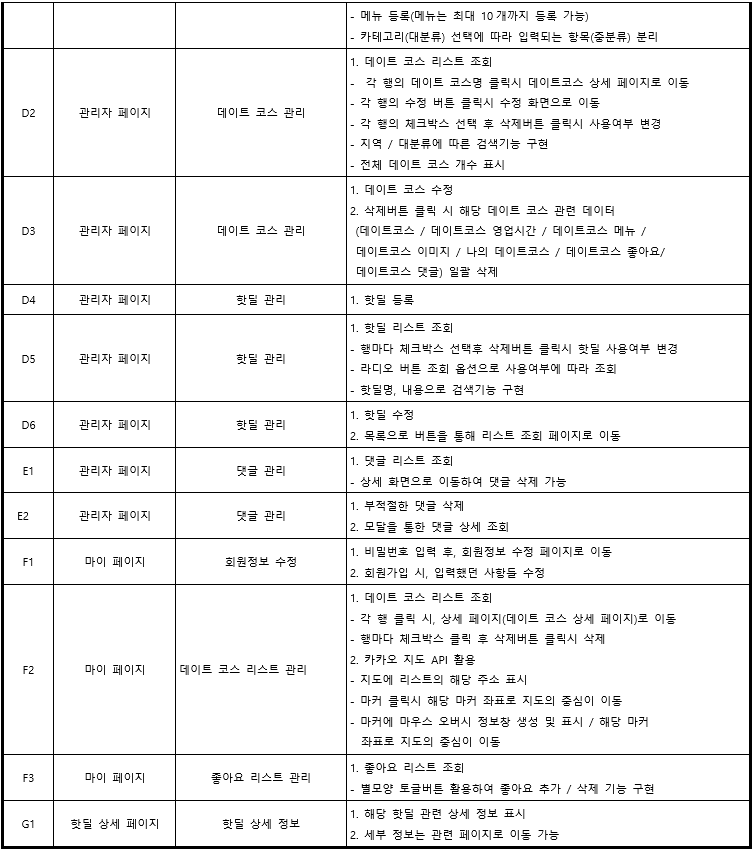 - 메뉴 등록(메뉴는 최대 10개까지 등록 가능)
- 카테고리(대분류) 선택에 따라 입력되는 항목(중분류) 분리
D2
관리자 페이지
데이트 코스 관리
1. 데이트 코스 리스트 조회
- 각 행의 데이트 코스명 클릭시 데이트코스 상세 페이지로 이동
- 각 행의 수정 버튼 클릭시 수정 화면으로 이동
- 각 행의 체크박스 선택 후 삭제버튼 클릭시 사용여부 변경
- 지역 / 대분류에 따른 검색기능 구현
- 전체 데이트 코스 개수 표시
D3
관리자 페이지
데이트 코스 관리
1. 데이트 코스 수정
2. 삭제버튼 클릭 시 해당 데이트 코스 관련 데이터
(데이트코스 / 데이트코스 영업시간 / 데이트코스 메뉴 /
데이트코스 이미지 / 나의 데이트코스 / 데이트코스 좋아요/
데이트코스 댓글) 일괄 삭제
D4
관리자 페이지
핫딜 관리
1. 핫딜 등록
D5
관리자 페이지
핫딜 관리
1. 핫딜 리스트 조회
- 행마다 체크박스 선택후 삭제버튼 클릭시 핫딜 사용여부 변경
- 라디오 버튼 조회 옵션으로 사용여부에 따라 조회
- 핫딜명, 내용으로 검색기능 구현
D6
관리자 페이지
핫딜 관리
1. 핫딜 수정
2. 목록으로 버튼을 통해 리스트 조회 페이지로 이동
E1
관리자 페이지
댓글 관리
1. 댓글 리스트 조회
- 상세 화면으로 이동하여 댓글 삭제 가능
E2
관리자 페이지
댓글 관리
1. 부적절한 댓글 삭제
2. 모달을 통한 댓글 상세 조회
F1
마이 페이지
회원정보 수정
1. 비밀번호 입력 후, 회원정보 수정 페이지로 이동
2. 회원가입 시, 입력했던 사항들 수정
F2
마이 페이지
데이트 코스 리스트 관리
1. 데이트 코스 리스트 조회
- 각 행 클릭 시, 상세 페이지(데이트 코스 상세 페이지)로 이동
- 행마다 체크박스 클릭 후 삭제버튼 클릭시 삭제
2. 카카오 지도 API 활용
- 지도에 리스트의 해당 주소 표시
- 마커 클릭시 해당 마커 좌표로 지도의 중심이 이동
- 마커에 마우스 오버시 정보창 생성 및 표시 / 해당 마커
좌표로 지도의 중심이 이동
F3
마이 페이지
좋아요 리스트 관리
1. 좋아요 리스트 조회
- 별모양 토글버튼 활용하여 좋아요 추가 / 삭제 기능 구현
G1
핫딜 상세 페이지
핫딜 상세 정보
1. 해당 핫딜 관련 상세 정보 표시
2. 세부 정보는 관련 페이지로 이동 가능